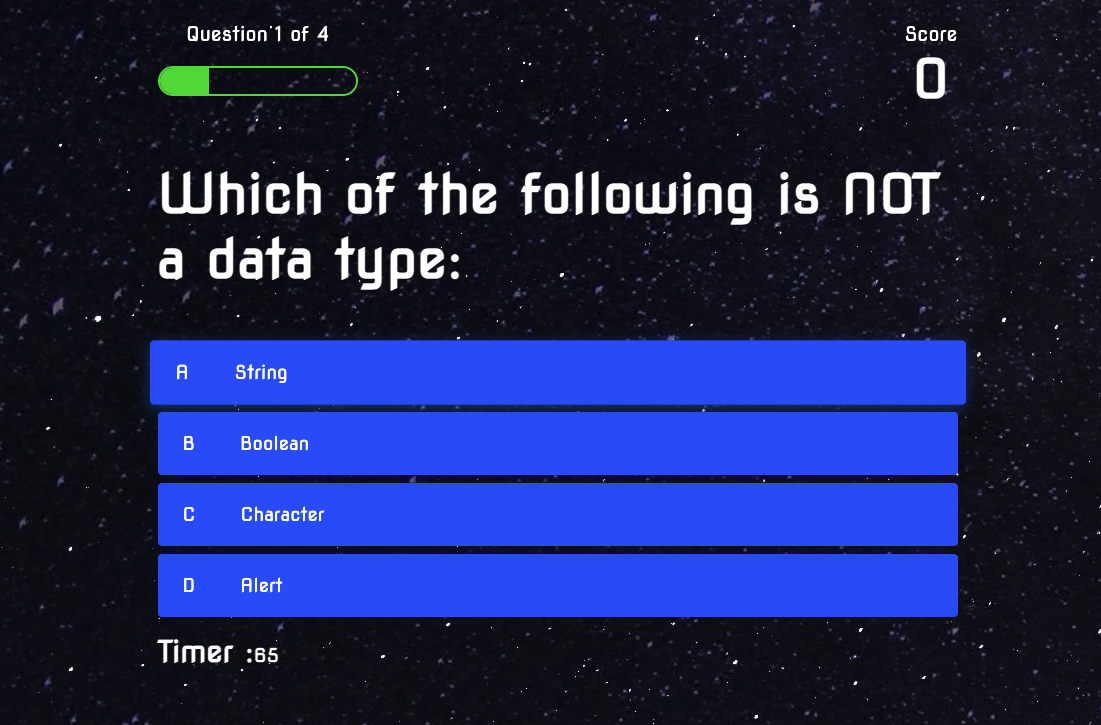 Question 1 of 4
Score
0
Which of the following is NOT
a data type:
A String
B Boolean
C Character
D Alert
Timer :65